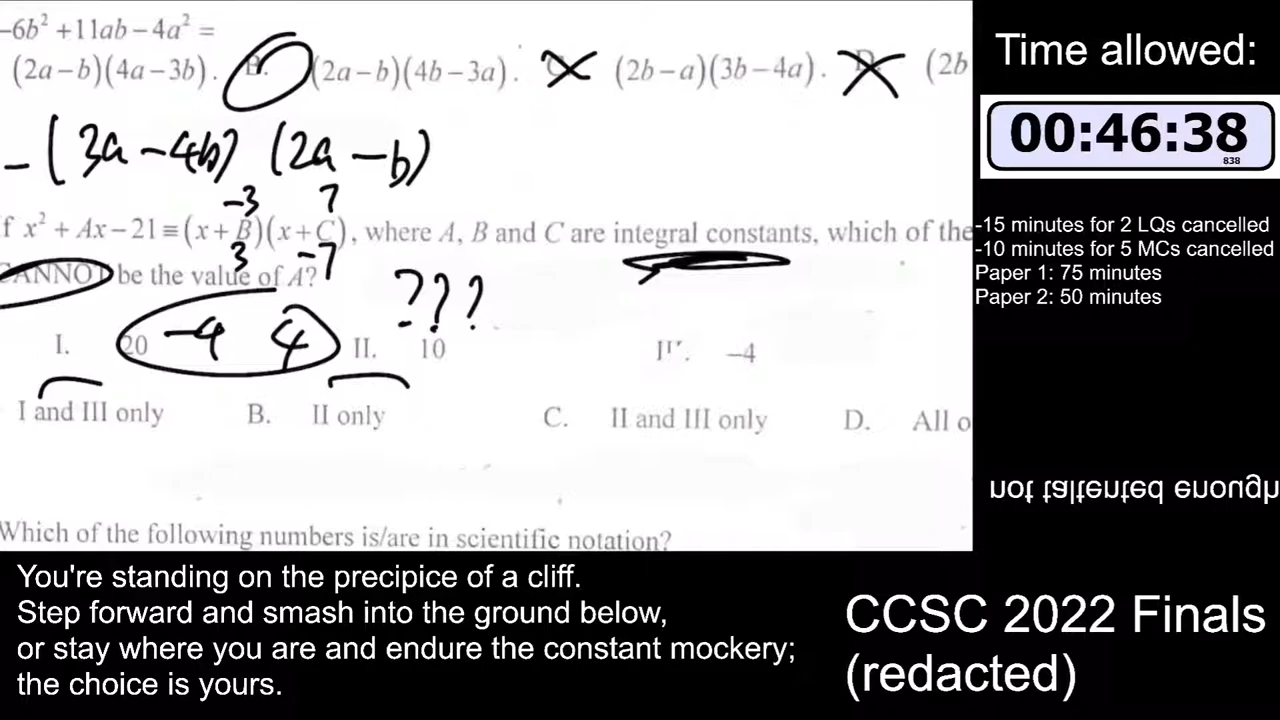 -6b² +11ab – 4a² =
(2a – b)(4a – 3b). B. (2a – b)(4b – 3a). (2b – a)(3b – 4a). (2b
- (3a - 4b) (2a - b)
-3 7
f x² + Ax – 21 ≡ (x + B)(x + C), where A, B and C are integral constants, which of the
3 -7
CANNOT be the value of A?
???
I. 20 -4 4 II. 10 III. –4
I and III only B. II only C. II and III only D. All o
Which of the following numbers is/are in scientific notation?
Time allowed:
00:46:38
838
-15 minutes for 2 LQs cancelled
-10 minutes for 5 MCs cancelled
Paper 1: 75 minutes
Paper 2: 50 minutes
not taltented enough
You're standing on the precipice of a cliff.
Step forward and smash into the ground below,
or stay where you are and endure the constant mockery;
the choice is yours.
CCSC 2022 Finals
(redacted)